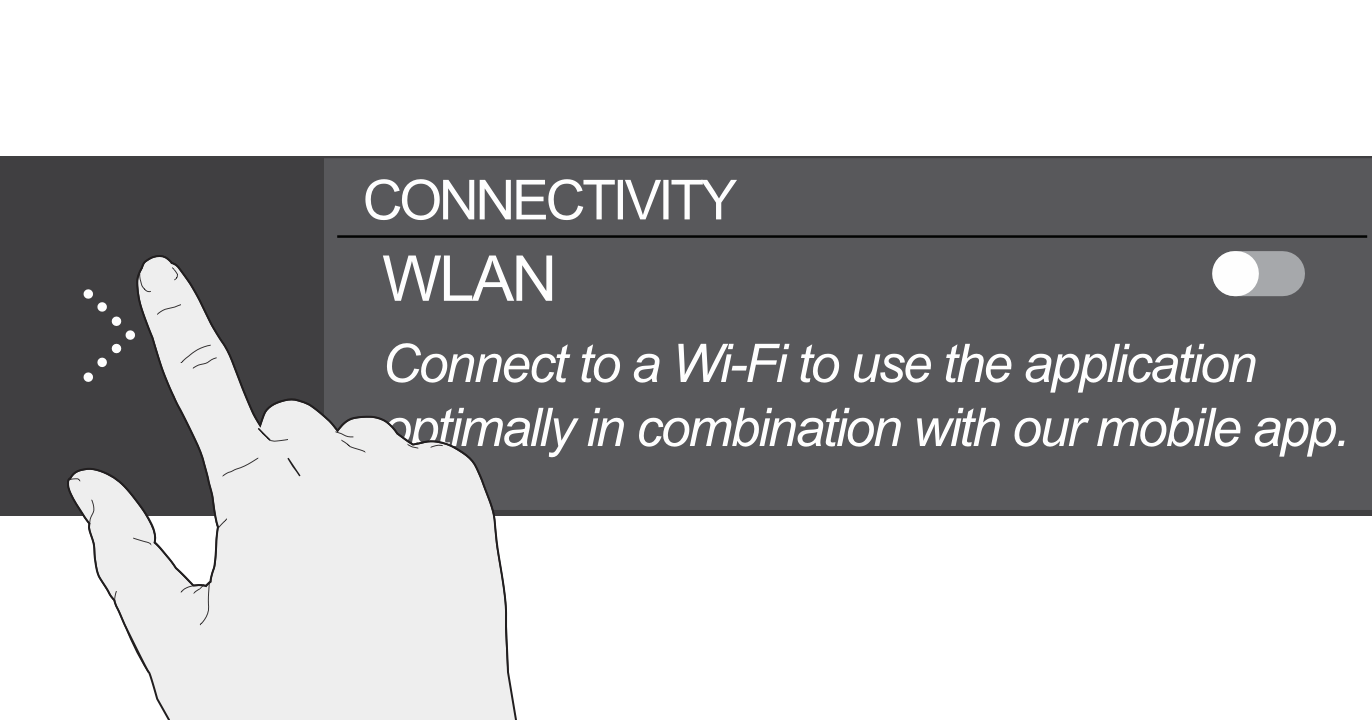 CONNECTIVITY
WLAN
Connect to a Wi-Fi to use the application
optimally in combination with our mobile app.